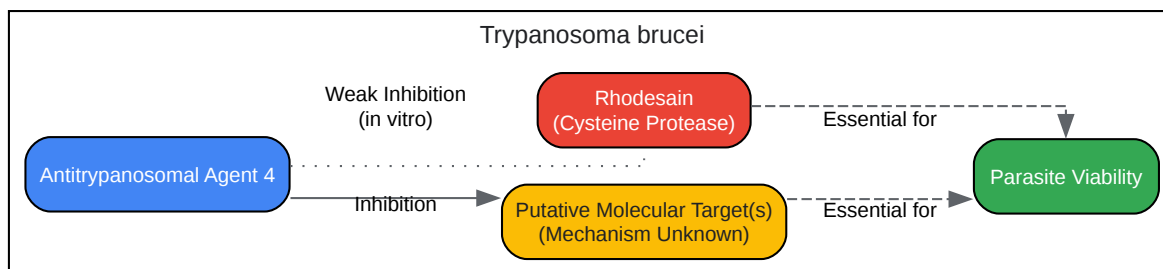 Trypanosoma brucei
Weak Inhibition
(in vitro)
Rhodesain
(Cysteine Protease)
Essential for
Antitrypanosomal Agent 4
Parasite Viability
Inhibition
Putative Molecular Target(s)
(Mechanism Unknown)
Essential for